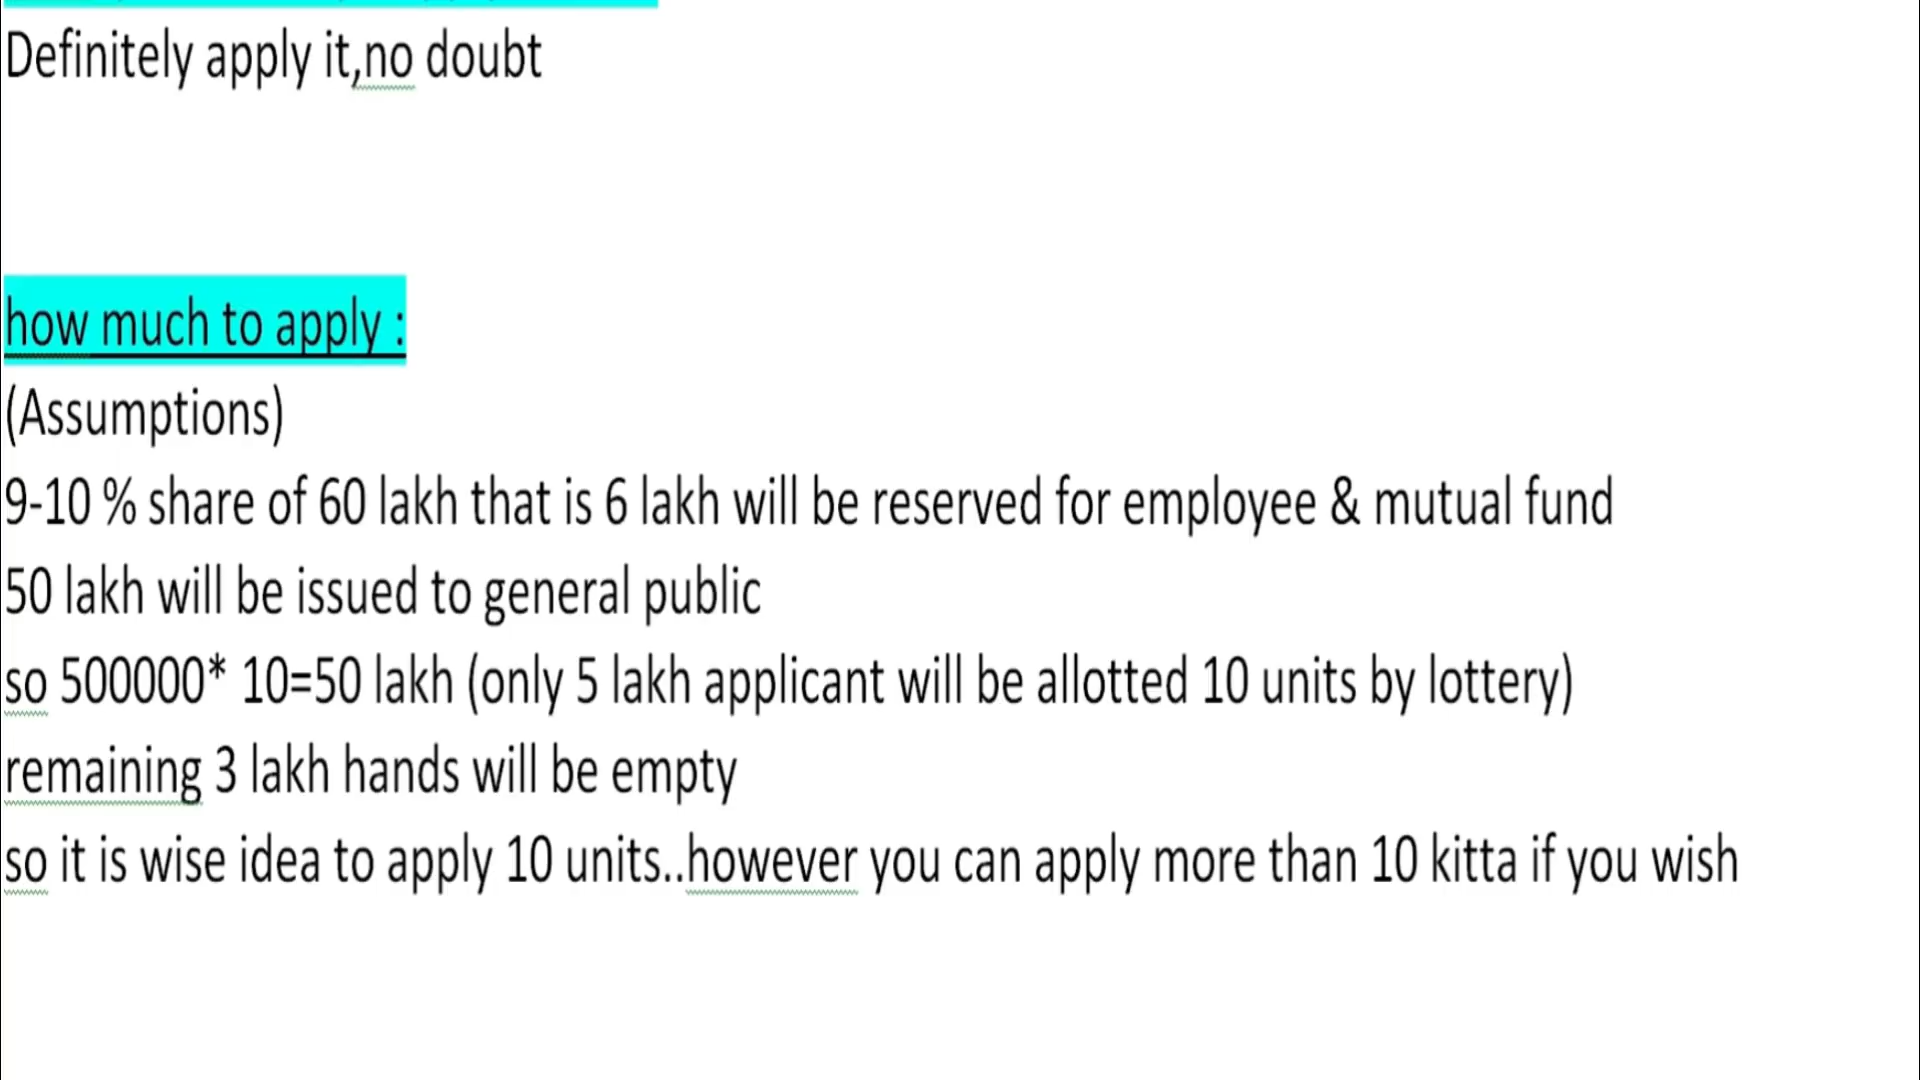 Definitely apply it,no doubt
how much to apply :
(Assumptions)
9-10 % share of 60 lakh that is 6 lakh will be reserved for employee & mutual fund
50 lakh will be issued to general public
so 500000* 10=50 lakh (only 5 lakh applicant will be allotted 10 units by lottery)
remaining 3 lakh hands will be empty
so it is wise idea to apply 10 units..however you can apply more than 10 kitta if you wish